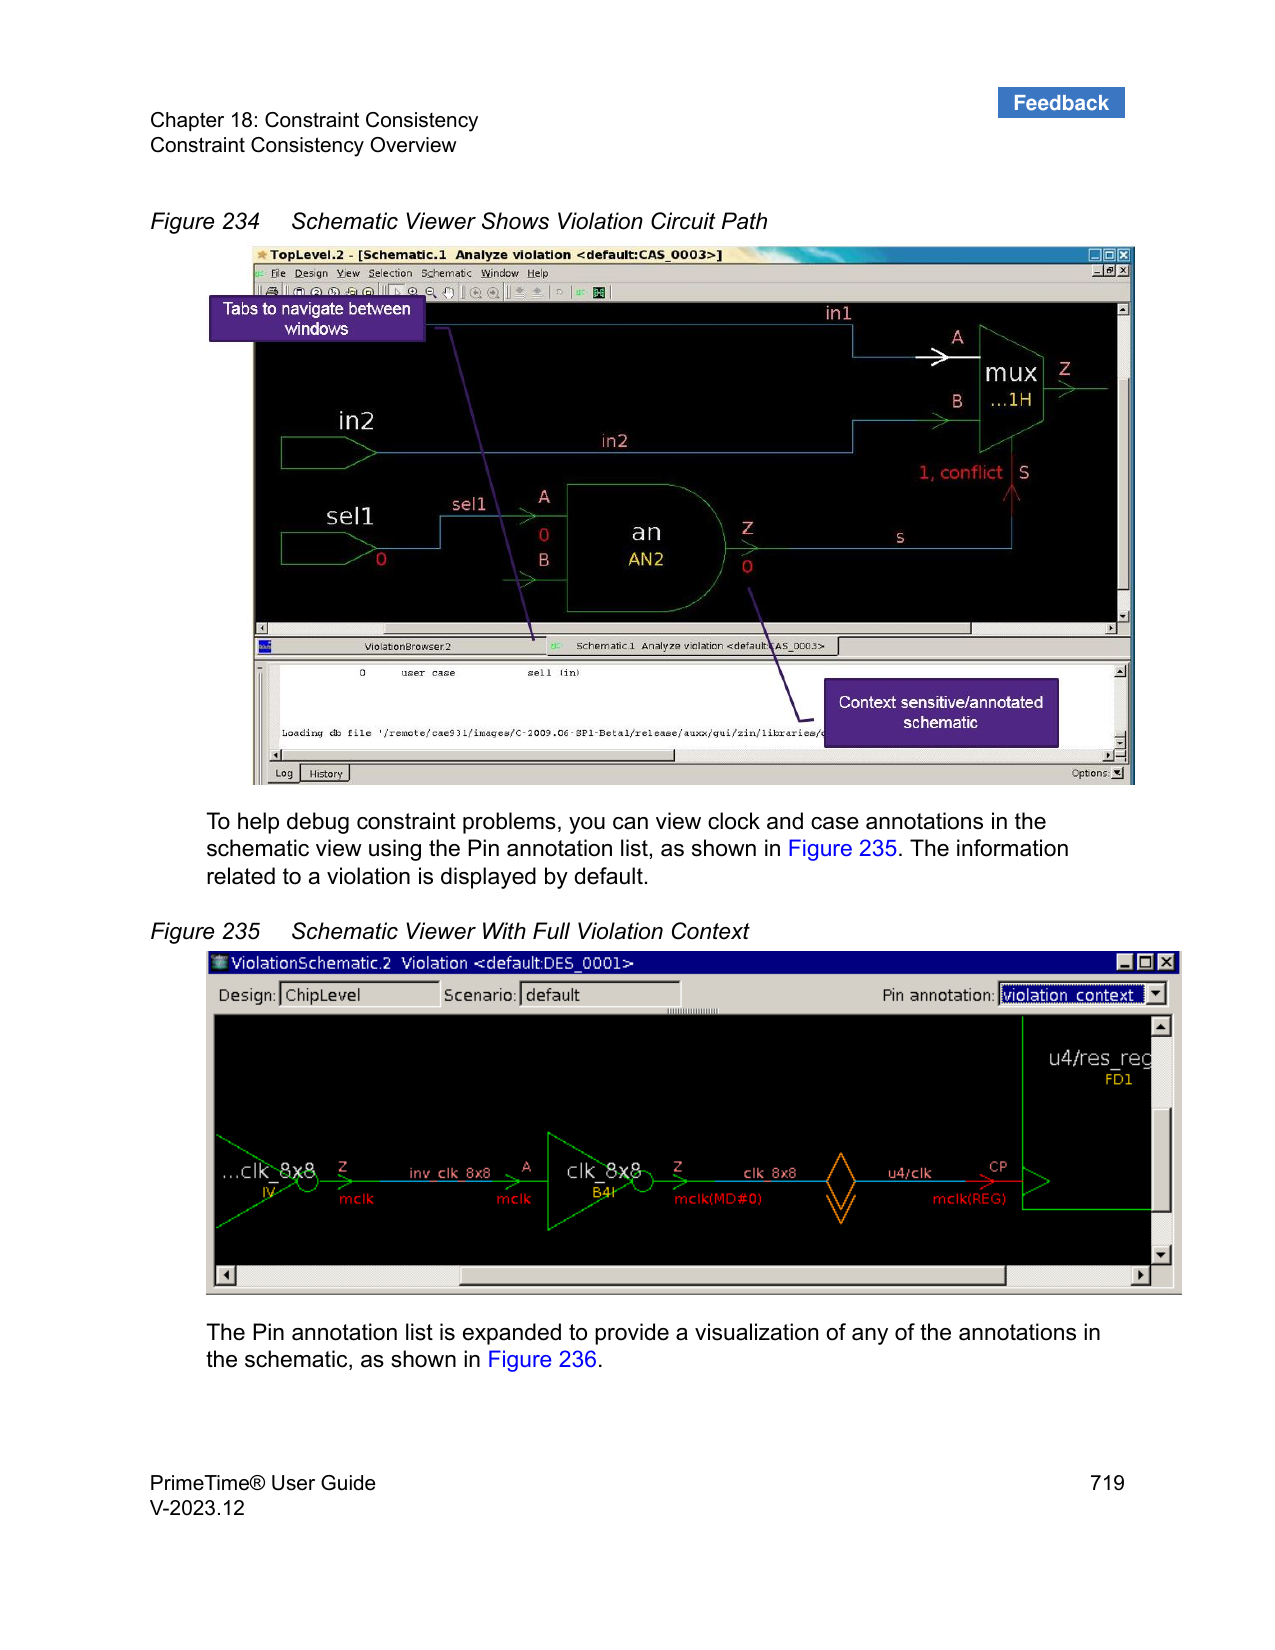 Feedback
Chapter 18: Constraint Consistency
Constraint Consistency Overview
Figure 234 Schematic Viewer Shows Violation Circuit Path
TopLevel.2 - [Schematic.1 Analyze violation <default:CAS_0003>]
File Design View Selection Schematic Window Help
Tabs to navigate between
windows
in1
A
mux
Z
...1H
B
in2
in2
1, conflict S
sel1
sel1
A
0
0
B
an
AN2
Z
0
s
ViolationBrowser.2
Schematic.1 Analyze violation <default:CAS_0003>
0 user case sel1 (in)
Context sensitive/annotated
schematic
Loading db file '/remote/cae931/images/C-2009.06-SP1-Beta1/release/auxx/gui/zin/libraries/
Log History Options:
To help debug constraint problems, you can view clock and case annotations in the
schematic view using the Pin annotation list, as shown in Figure 235. The information
related to a violation is displayed by default.
Figure 235 Schematic Viewer With Full Violation Context
ViolationSchematic.2 Violation <default:DES_0001>
Design: ChipLevel Scenario: default Pin annotation: violation context
u4/res_reg
FD1
...clk_8x8 Z inv_clk_8x8 A clk_8x8 Z clk_8x8 u4/clk CP
IV mclk mclk B4I mclk(MD#0) mclk(REG)
The Pin annotation list is expanded to provide a visualization of any of the annotations in
the schematic, as shown in Figure 236.
PrimeTime® User Guide 719
V-2023.12